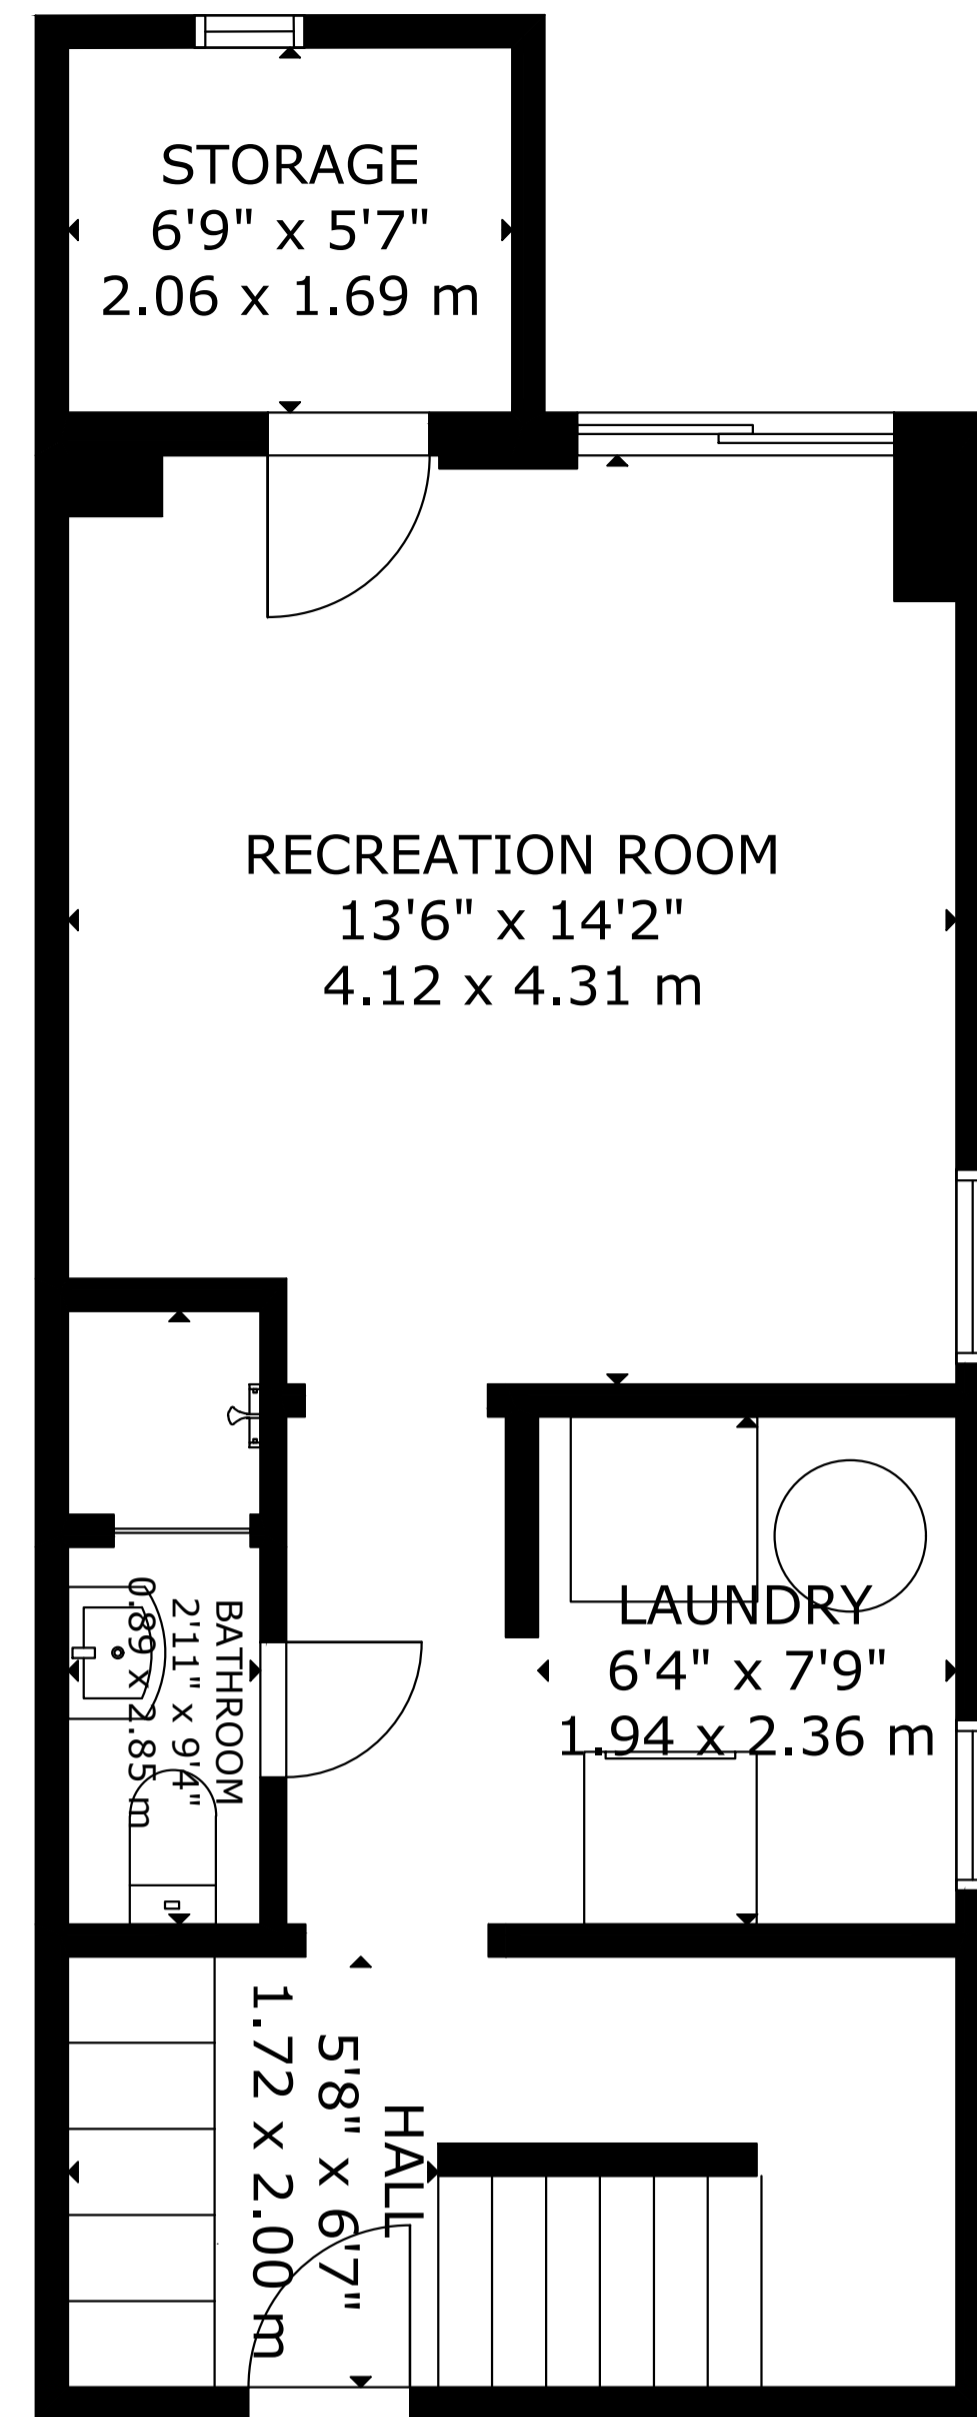 STORAGE
6'9" x 5'7"
2.06 x 1.69 m
RECREATION ROOM
13'6" x 14'2"
4.12 x 4.31 m
BATHROOM
2'11" x 9'4"
0.89 x 2.85 m
LAUNDRY
6'4" x 7'9"
1.94 x 2.36 m
HALL
5'8" x 6'7"
1.72 x 2.00 m